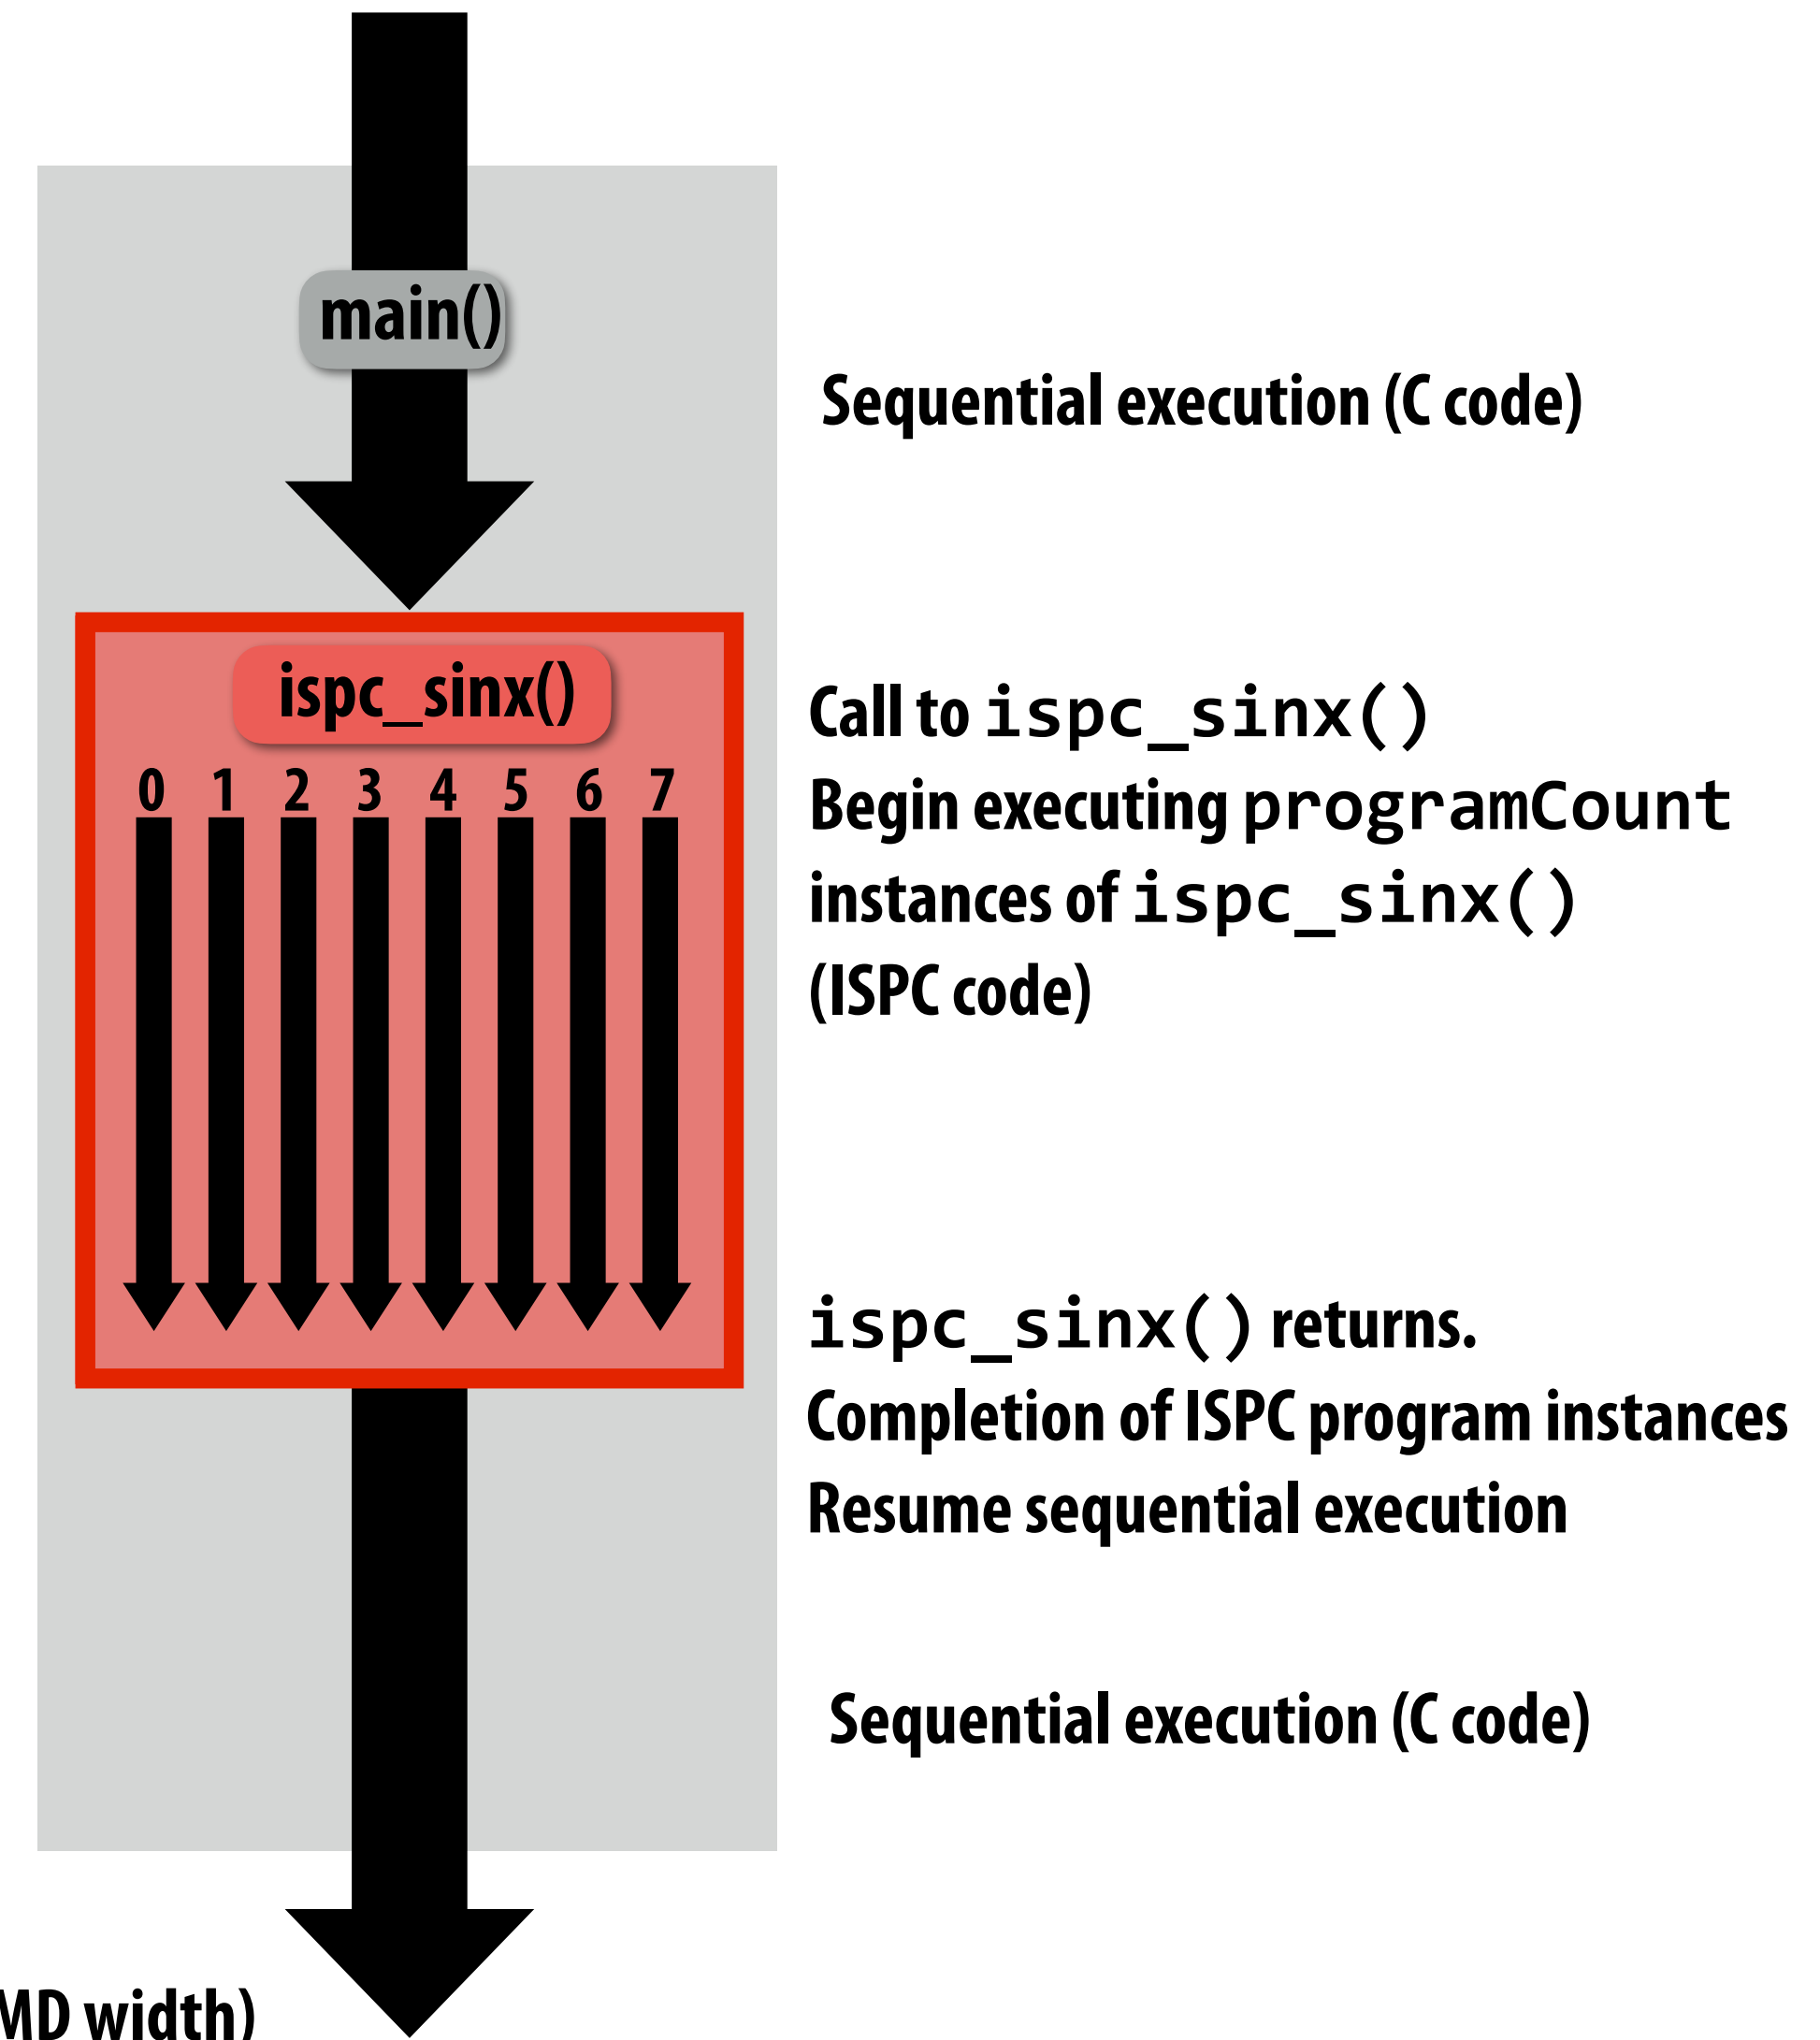 main()
Sequential execution (C code)
ispc_sinx()
0 1 2 3 4 5 6 7
Call to ispc_sinx()
Begin executing programCount
instances of ispc_sinx()
(ISPC code)
ispc_sinx() returns.
Completion of ISPC program instances
Resume sequential execution
Sequential execution (C code)
MD width)